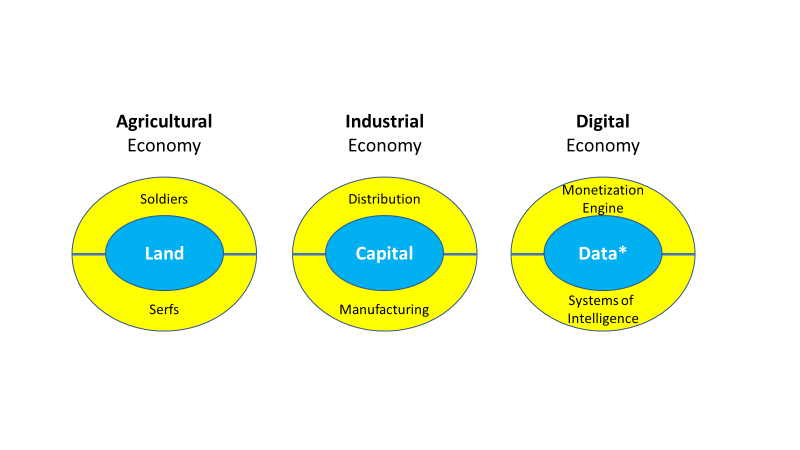 Agricultural
Economy
Soldiers
Land
Serfs
Industrial
Economy
Distribution
Capital
Manufacturing
Digital
Economy
Monetization
Engine
Data*
Systems of
Intelligence